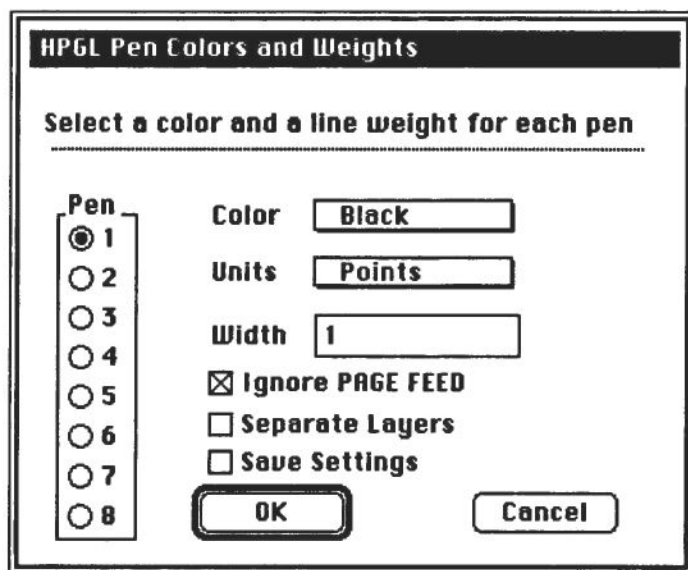 HPGL Pen Colors and Weights
Select a color and a line weight for each pen
Pen
1
2
3
4
5
6
7
8
Color Black
Units Points
Width 1
Ignore PAGE FEED
Separate Layers
Save Settings
OK Cancel